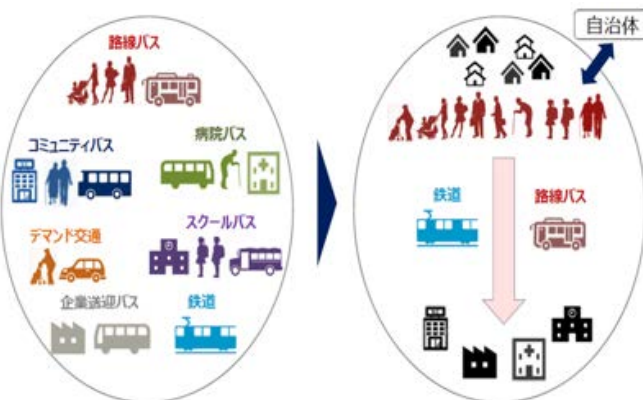 路線バス
コミュニティバス
病院バス
デマンド交通
スクールバス
企業送迎バス
鉄道
自治体
鉄道
路線バス